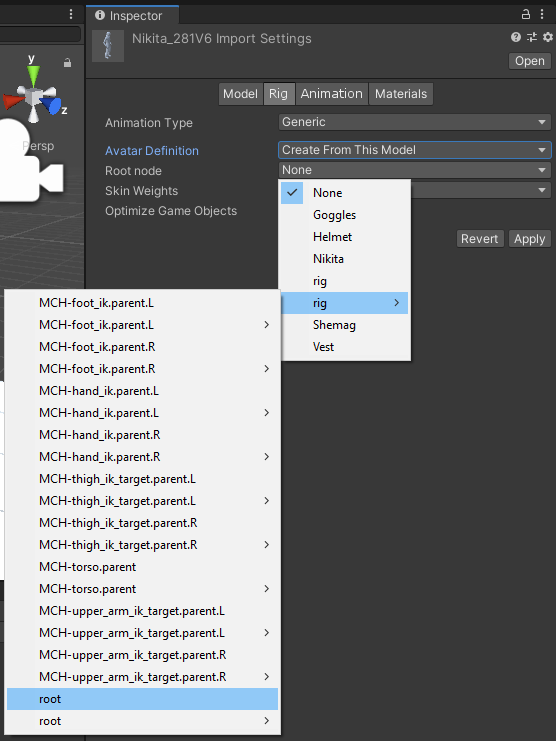 Inspector
Nikita_281V6 Import Settings
Open
Model Rig Animation Materials
y
z
Persp
Animation Type Generic
Avatar Definition Create From This Model
Root node None
Skin Weights
Optimize Game Objects
Revert Apply
None
Goggles
Helmet
Nikita
rig
rig
Shemag
Vest
MCH-foot_ik.parent.L
MCH-foot_ik.parent.L
MCH-foot_ik.parent.R
MCH-foot_ik.parent.R
MCH-hand_ik.parent.L
MCH-hand_ik.parent.L
MCH-hand_ik.parent.R
MCH-hand_ik.parent.R
MCH-thigh_ik_target.parent.L
MCH-thigh_ik_target.parent.L
MCH-thigh_ik_target.parent.R
MCH-thigh_ik_target.parent.R
MCH-torso.parent
MCH-torso.parent
MCH-upper_arm_ik_target.parent.L
MCH-upper_arm_ik_target.parent.L
MCH-upper_arm_ik_target.parent.R
MCH-upper_arm_ik_target.parent.R
root
root